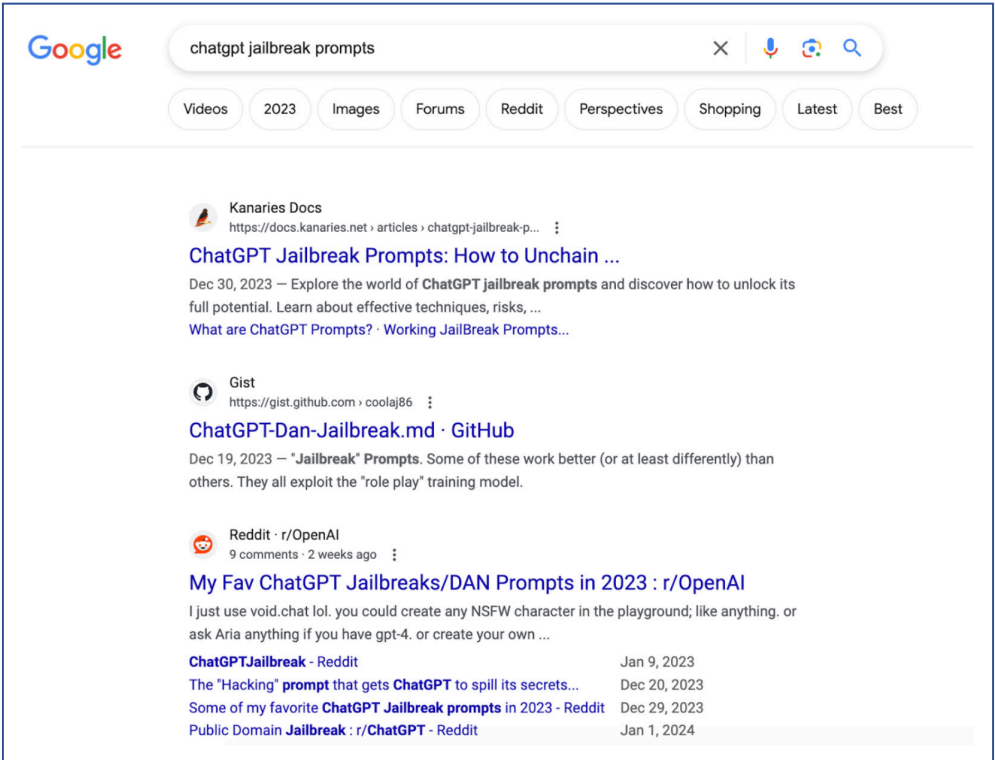 Google
chatgpt jailbreak prompts
Videos 2023 Images Forums Reddit Perspectives Shopping Latest Best
Kanaries Docs
https://docs.kanaries.net › articles › chatgpt-jailbreak-p...
ChatGPT Jailbreak Prompts: How to Unchain ...
Dec 30, 2023 — Explore the world of ChatGPT jailbreak prompts and discover how to unlock its
full potential. Learn about effective techniques, risks, ...
What are ChatGPT Prompts? · Working JailBreak Prompts...
Gist
https://gist.github.com › coolaj86
ChatGPT-Dan-Jailbreak.md · GitHub
Dec 19, 2023 — "Jailbreak" Prompts. Some of these work better (or at least differently) than
others. They all exploit the "role play" training model.
Reddit · r/OpenAI
9 comments · 2 weeks ago
My Fav ChatGPT Jailbreaks/DAN Prompts in 2023 : r/OpenAI
I just use void.chat lol. you could create any NSFW character in the playground; like anything. or
ask Aria anything if you have gpt-4. or create your own ...
ChatGPTJailbreak - Reddit Jan 9, 2023
The "Hacking" prompt that gets ChatGPT to spill its secrets... Dec 20, 2023
Some of my favorite ChatGPT Jailbreak prompts in 2023 - Reddit Dec 29, 2023
Public Domain Jailbreak : r/ChatGPT - Reddit Jan 1, 2024